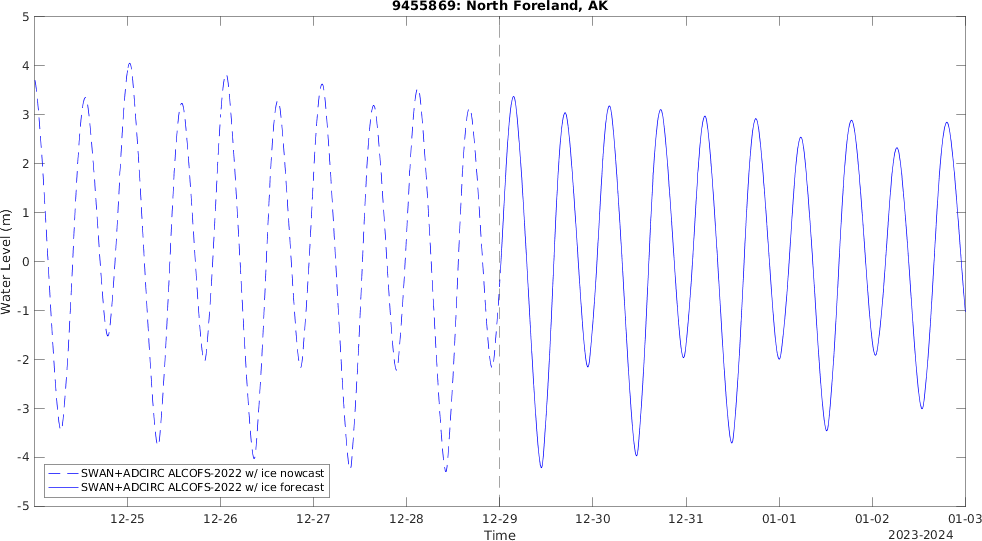 9455869: North Foreland, AK
5
4
3
2
1
0
-1
-2
-3
-4
-5
Water Level (m)
SWAN+ADCIRC ALCOFS-2022 w/ ice nowcast
SWAN+ADCIRC ALCOFS-2022 w/ ice forecast
12-25 12-26 12-27 12-28 12-29 12-30 12-31 01-01 01-02 01-03
Time
2023-2024